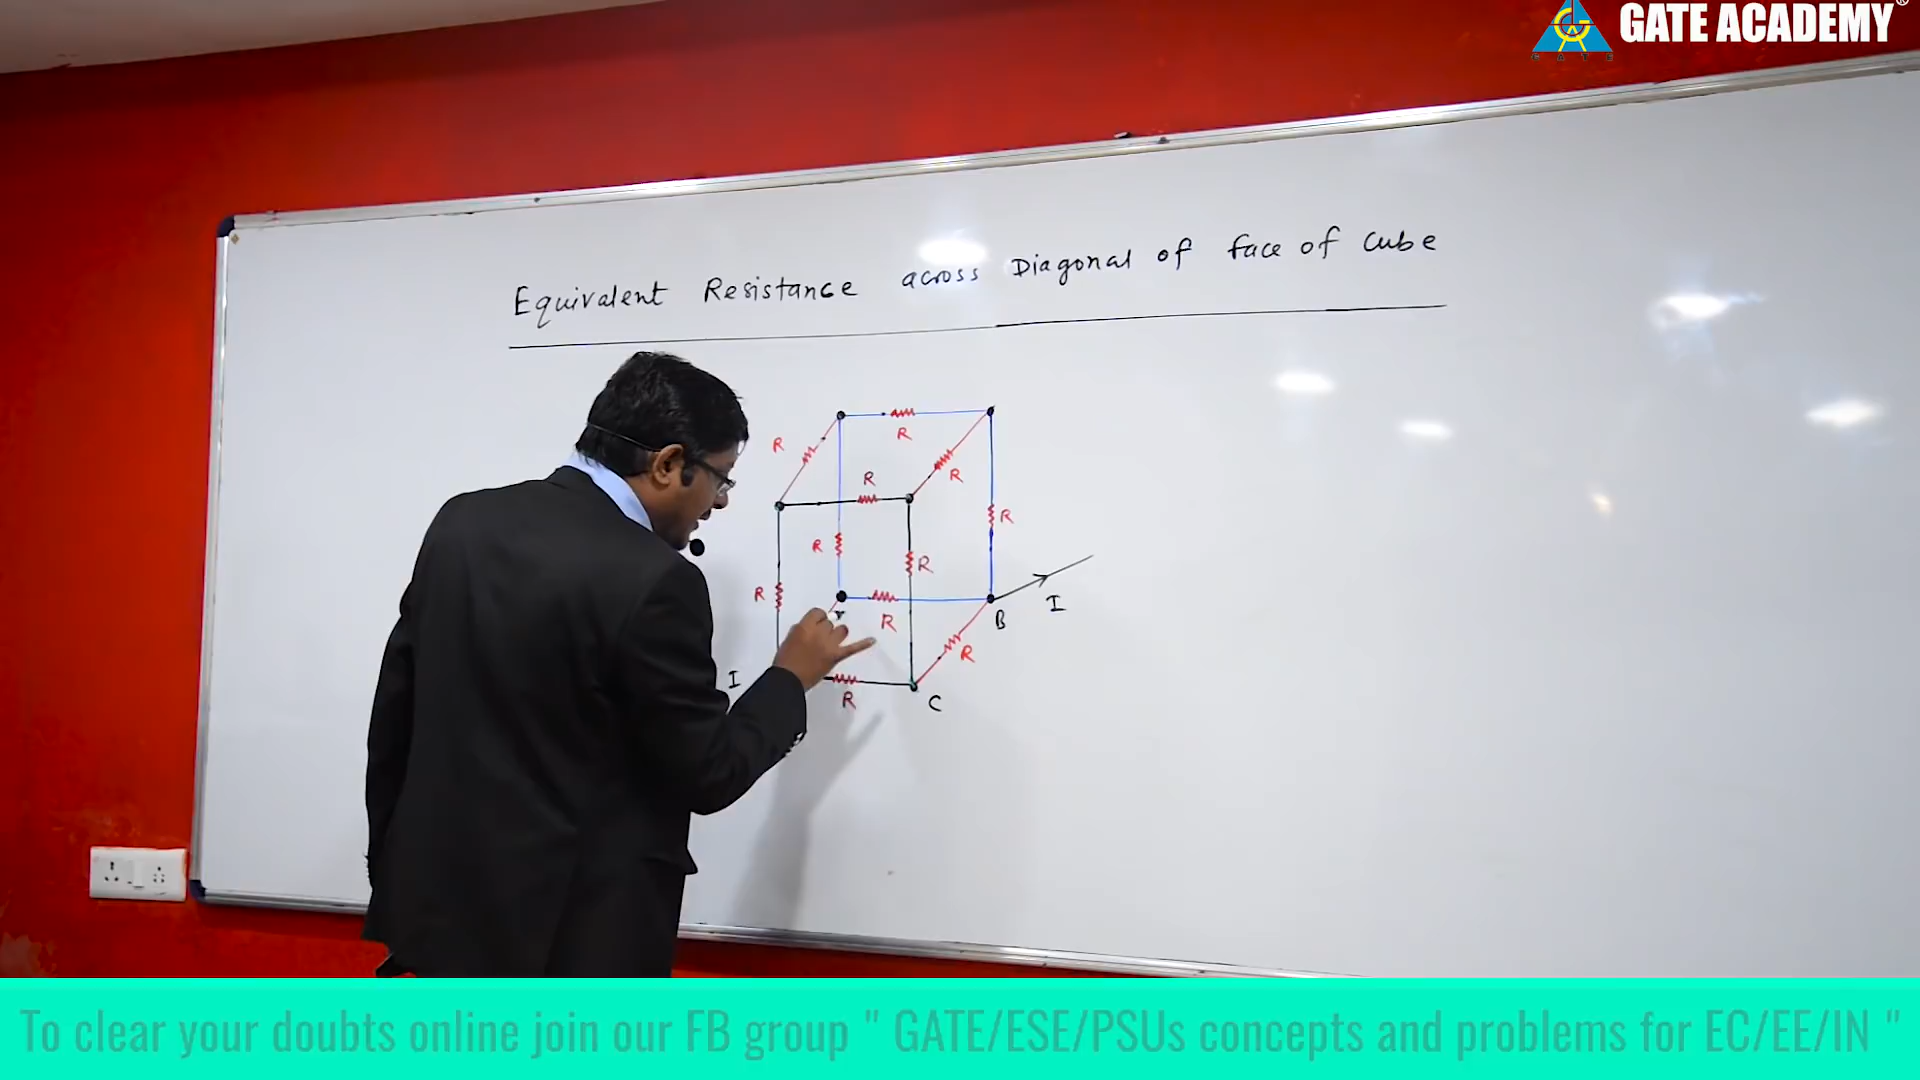 GATE ACADEMY
GATE
Equivalent Resistance across Diagonal of face of Cube
R
R
R
R
R
R
R
R
R
I
R
B
I
R
R
C
To clear your doubts online join our FB group " GATE/ESE/PSUs concepts and problems for EC/EE/IN "